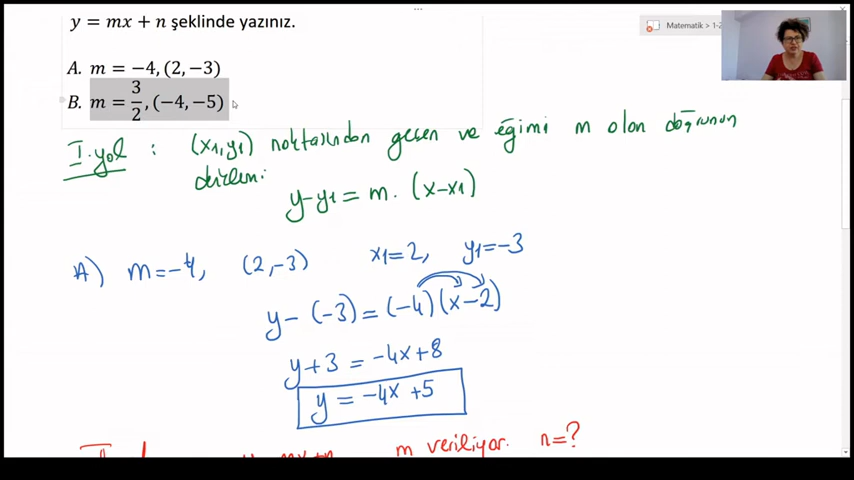 y = mx + n şeklinde yazınız.
Matematik > 1-2
A. m = −4, (2, −3)
B. m = 3/2, (−4, −5)
I. yol : (x1, y1) noktasından geçen ve eğimi m olan doğrunun
denklemi:
y-y1 = m. (x-x1)
A) m=-4, (2,-3) x1=2, y1=-3
y- (-3) = (-4)(x-2)
y+3 = -4x+8
y = -4x +5
mx+n m veriliyor. n=?